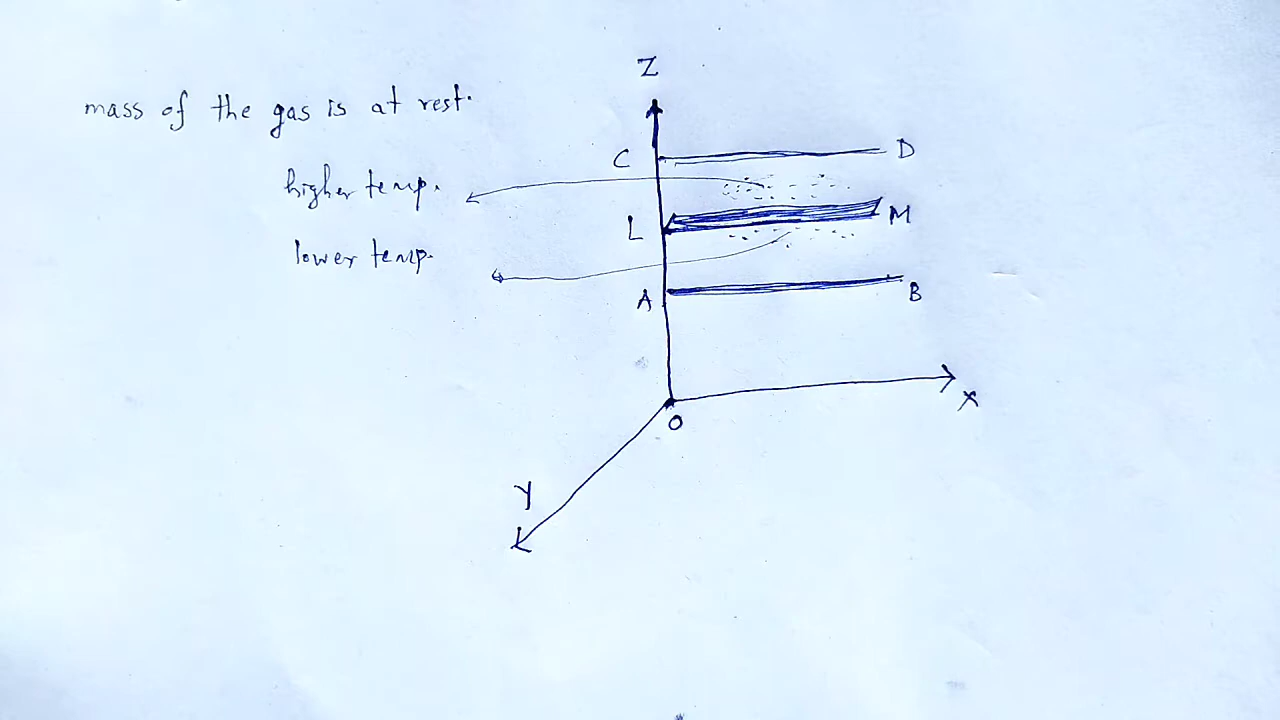 mass of the gas is at rest.
higher temp.
lower temp.
Z
C
D
L
M
A
B
O
X
Y